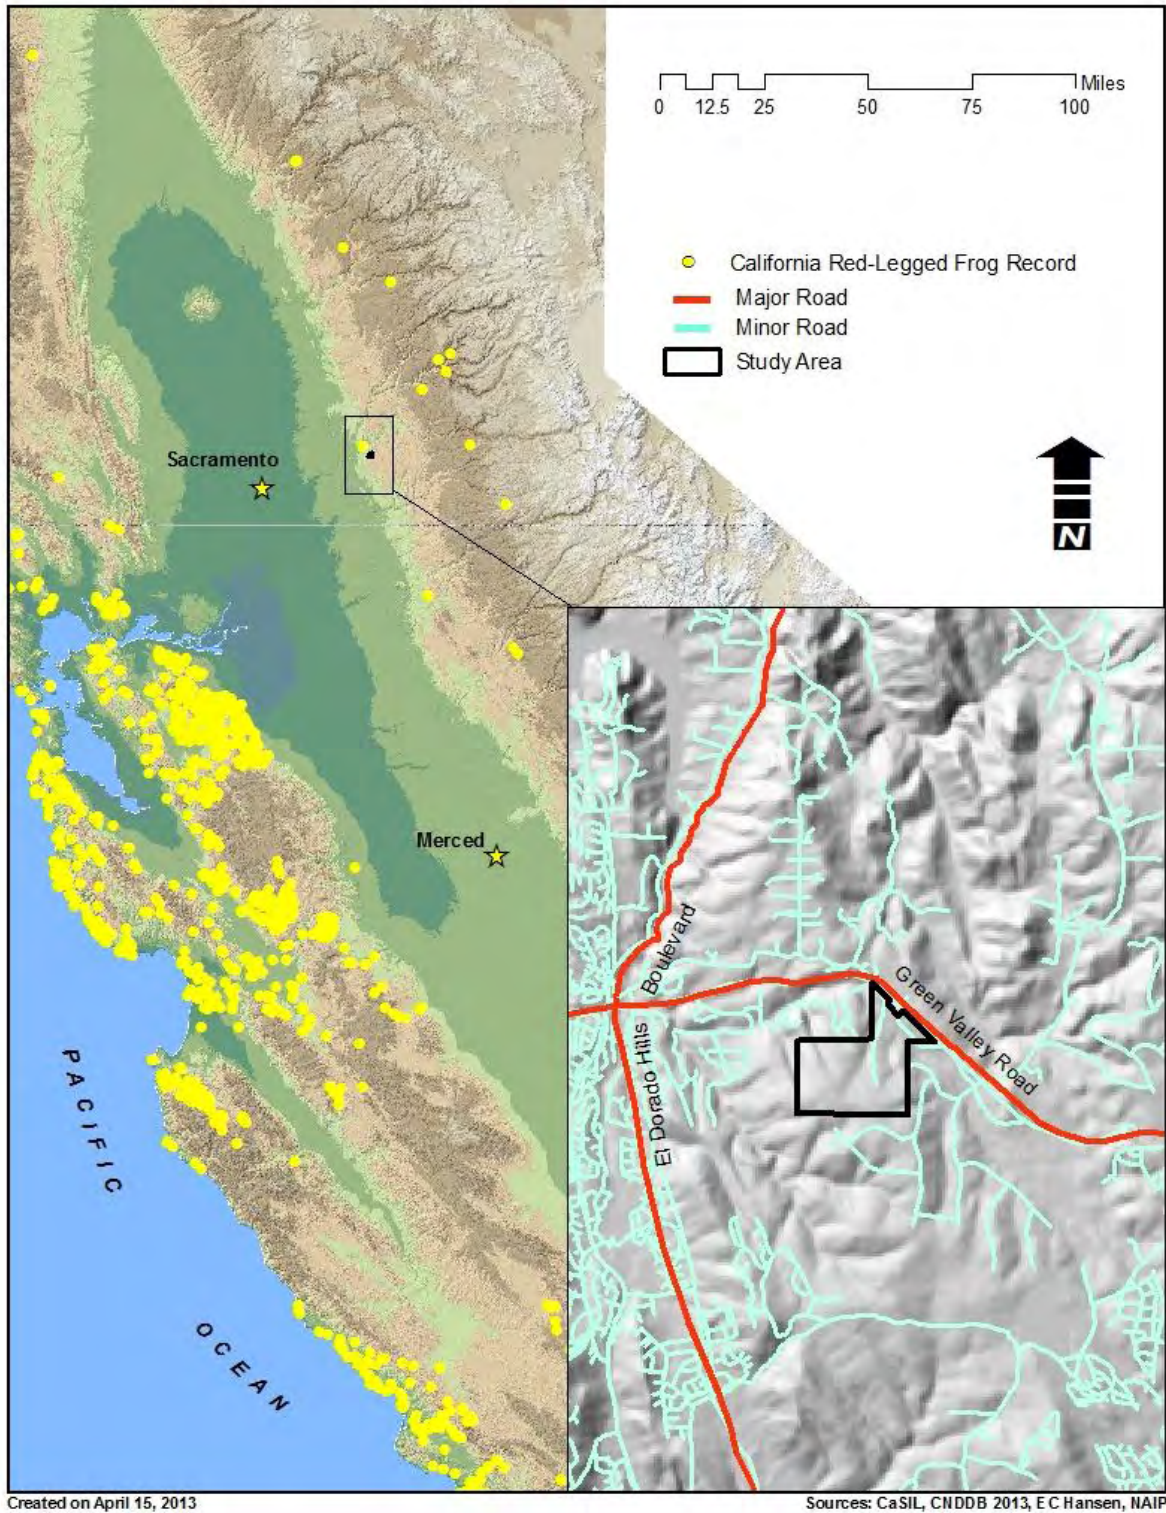 Miles
0 12.5 25 50 75 100
California Red-Legged Frog Record
Major Road
Minor Road
Study Area
N
Sacramento
Merced
PACIFIC
OCEAN
El Dorado Hills Boulevard
Green Valley Road
Created on April 15, 2013
Sources: CaSIL, CNDDB 2013, E C Hansen, NAIP